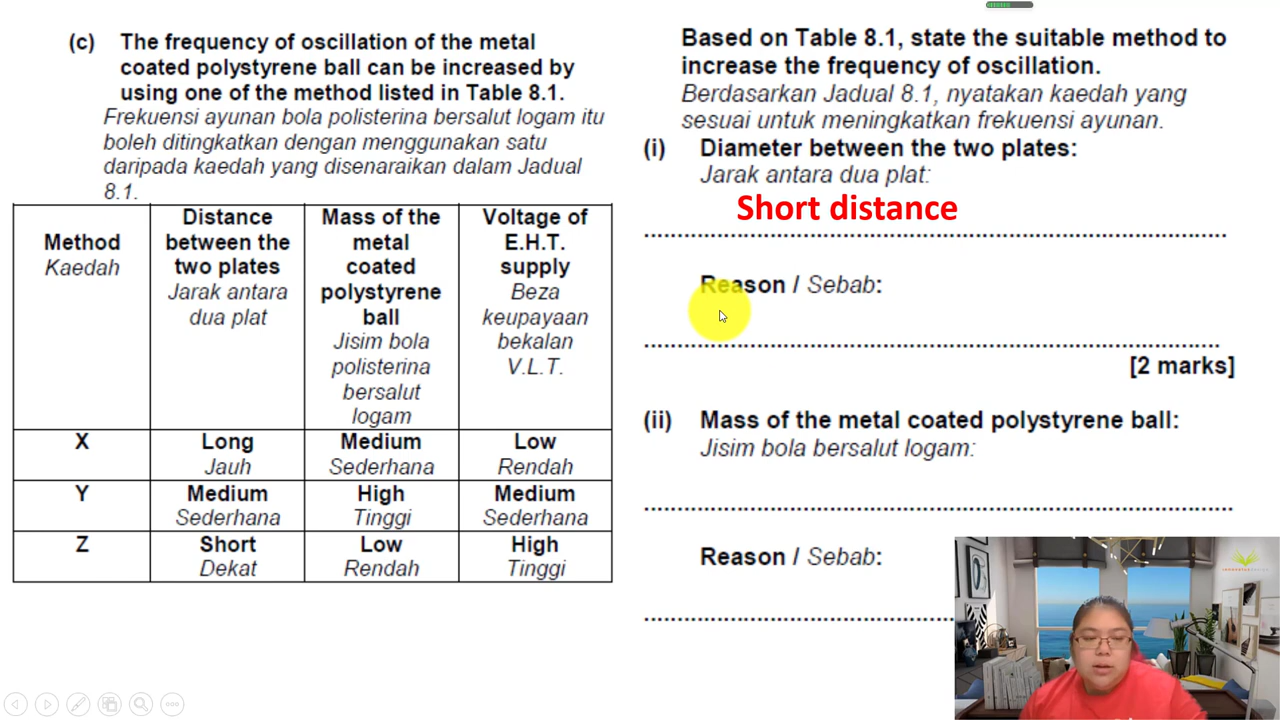 (c) The frequency of oscillation of the metal
coated polystyrene ball can be increased by
using one of the method listed in Table 8.1.
Frekuensi ayunan bola polisterina bersalut logam itu
boleh ditingkatkan dengan menggunakan satu
daripada kaedah yang disenaraikan dalam Jadual
8.1.
Method
Kaedah
Distance
between the
two plates
Jarak antara
dua plat
Mass of the
metal
coated
polystyrene
ball
Jisim bola
polisterina
bersalut
logam
Voltage of
E.H.T.
supply
Beza
keupayaan
bekalan
V.L.T.
X
Long
Jauh
Medium
Sederhana
Low
Rendah
Y
Medium
Sederhana
High
Tinggi
Medium
Sederhana
Z
Short
Dekat
Low
Rendah
High
Tinggi
Based on Table 8.1, state the suitable method to
increase the frequency of oscillation.
Berdasarkan Jadual 8.1, nyatakan kaedah yang
sesuai untuk meningkatkan frekuensi ayunan.
(i) Diameter between the two plates:
Jarak antara dua plat:
Short distance
Reason / Sebab:
[2 marks]
(ii) Mass of the metal coated polystyrene ball:
Jisim bola bersalut logam:
Reason / Sebab: